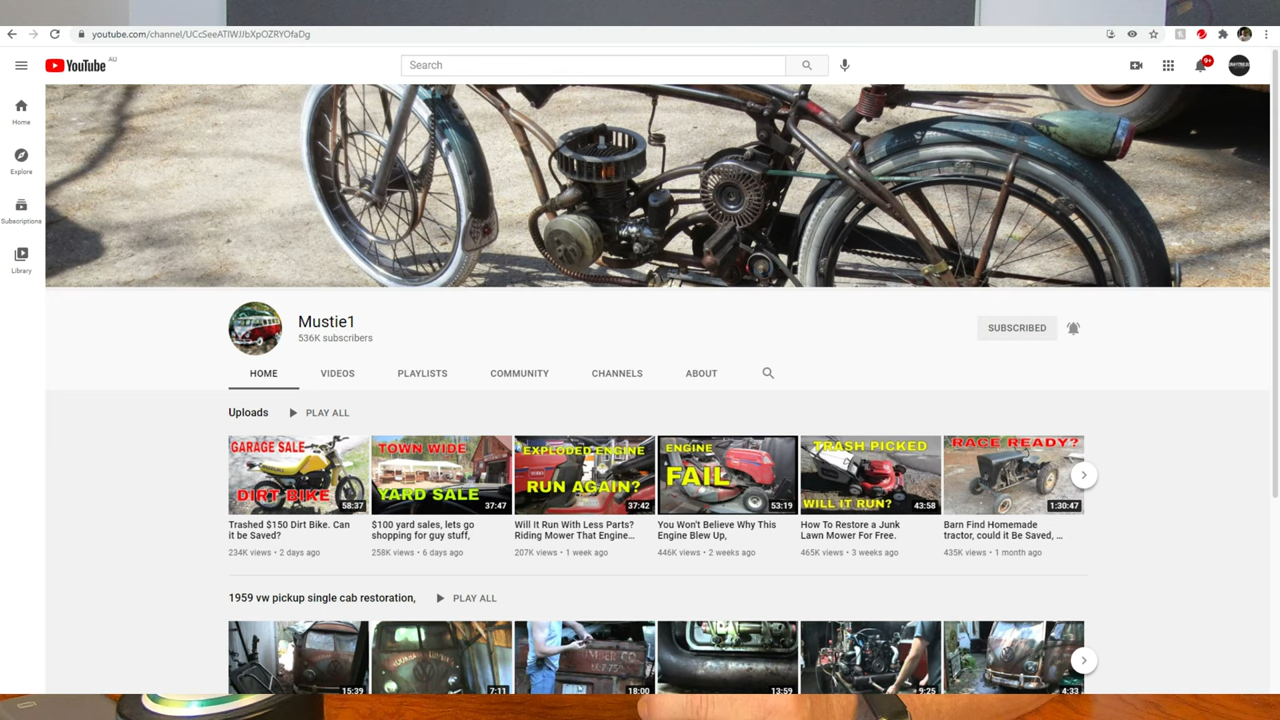 youtube.com/channel/UCcSeeATlWJJbXpOZRYOfaDg
YouTube AU
Search
9+
Home
Explore
Subscriptions
Library
Mustie1
536K subscribers
SUBSCRIBED
HOME VIDEOS PLAYLISTS COMMUNITY CHANNELS ABOUT
Uploads PLAY ALL
GARAGE SALE
DIRT BIKE
58:37
TOWN WIDE
YARD SALE
37:47
EXPLODED ENGINE
RUN AGAIN?
37:42
ENGINE
FAIL
53:19
TRASH PICKED
WILL IT RUN?
43:58
RACE READY?
1:30:47
Trashed $150 Dirt Bike. Can
it be Saved?
234K views • 2 days ago
$100 yard sales, lets go
shopping for guy stuff,
258K views • 6 days ago
Will It Run With Less Parts?
Riding Mower That Engine...
207K views • 1 week ago
You Won't Believe Why This
Engine Blew Up,
446K views • 2 weeks ago
How To Restore a Junk
Lawn Mower For Free.
465K views • 3 weeks ago
Barn Find Homemade
tractor, could it Be Saved, ...
435K views • 1 month ago
1959 vw pickup single cab restoration, PLAY ALL
15:39
7:11
18:00
13:59
9:25
4:33